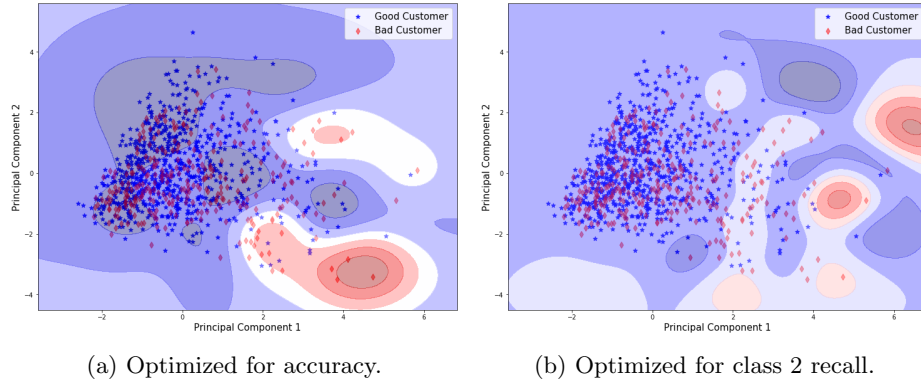 Good Customer
Bad Customer
4
2
0
−2
−4
Principal Component 2
−2
0
2
4
6
Principal Component 1
(a) Optimized for accuracy.
Good Customer
Bad Customer
4
2
0
−2
−4
Principal Component 2
−2
0
2
4
6
Principal Component 1
(b) Optimized for class 2 recall.